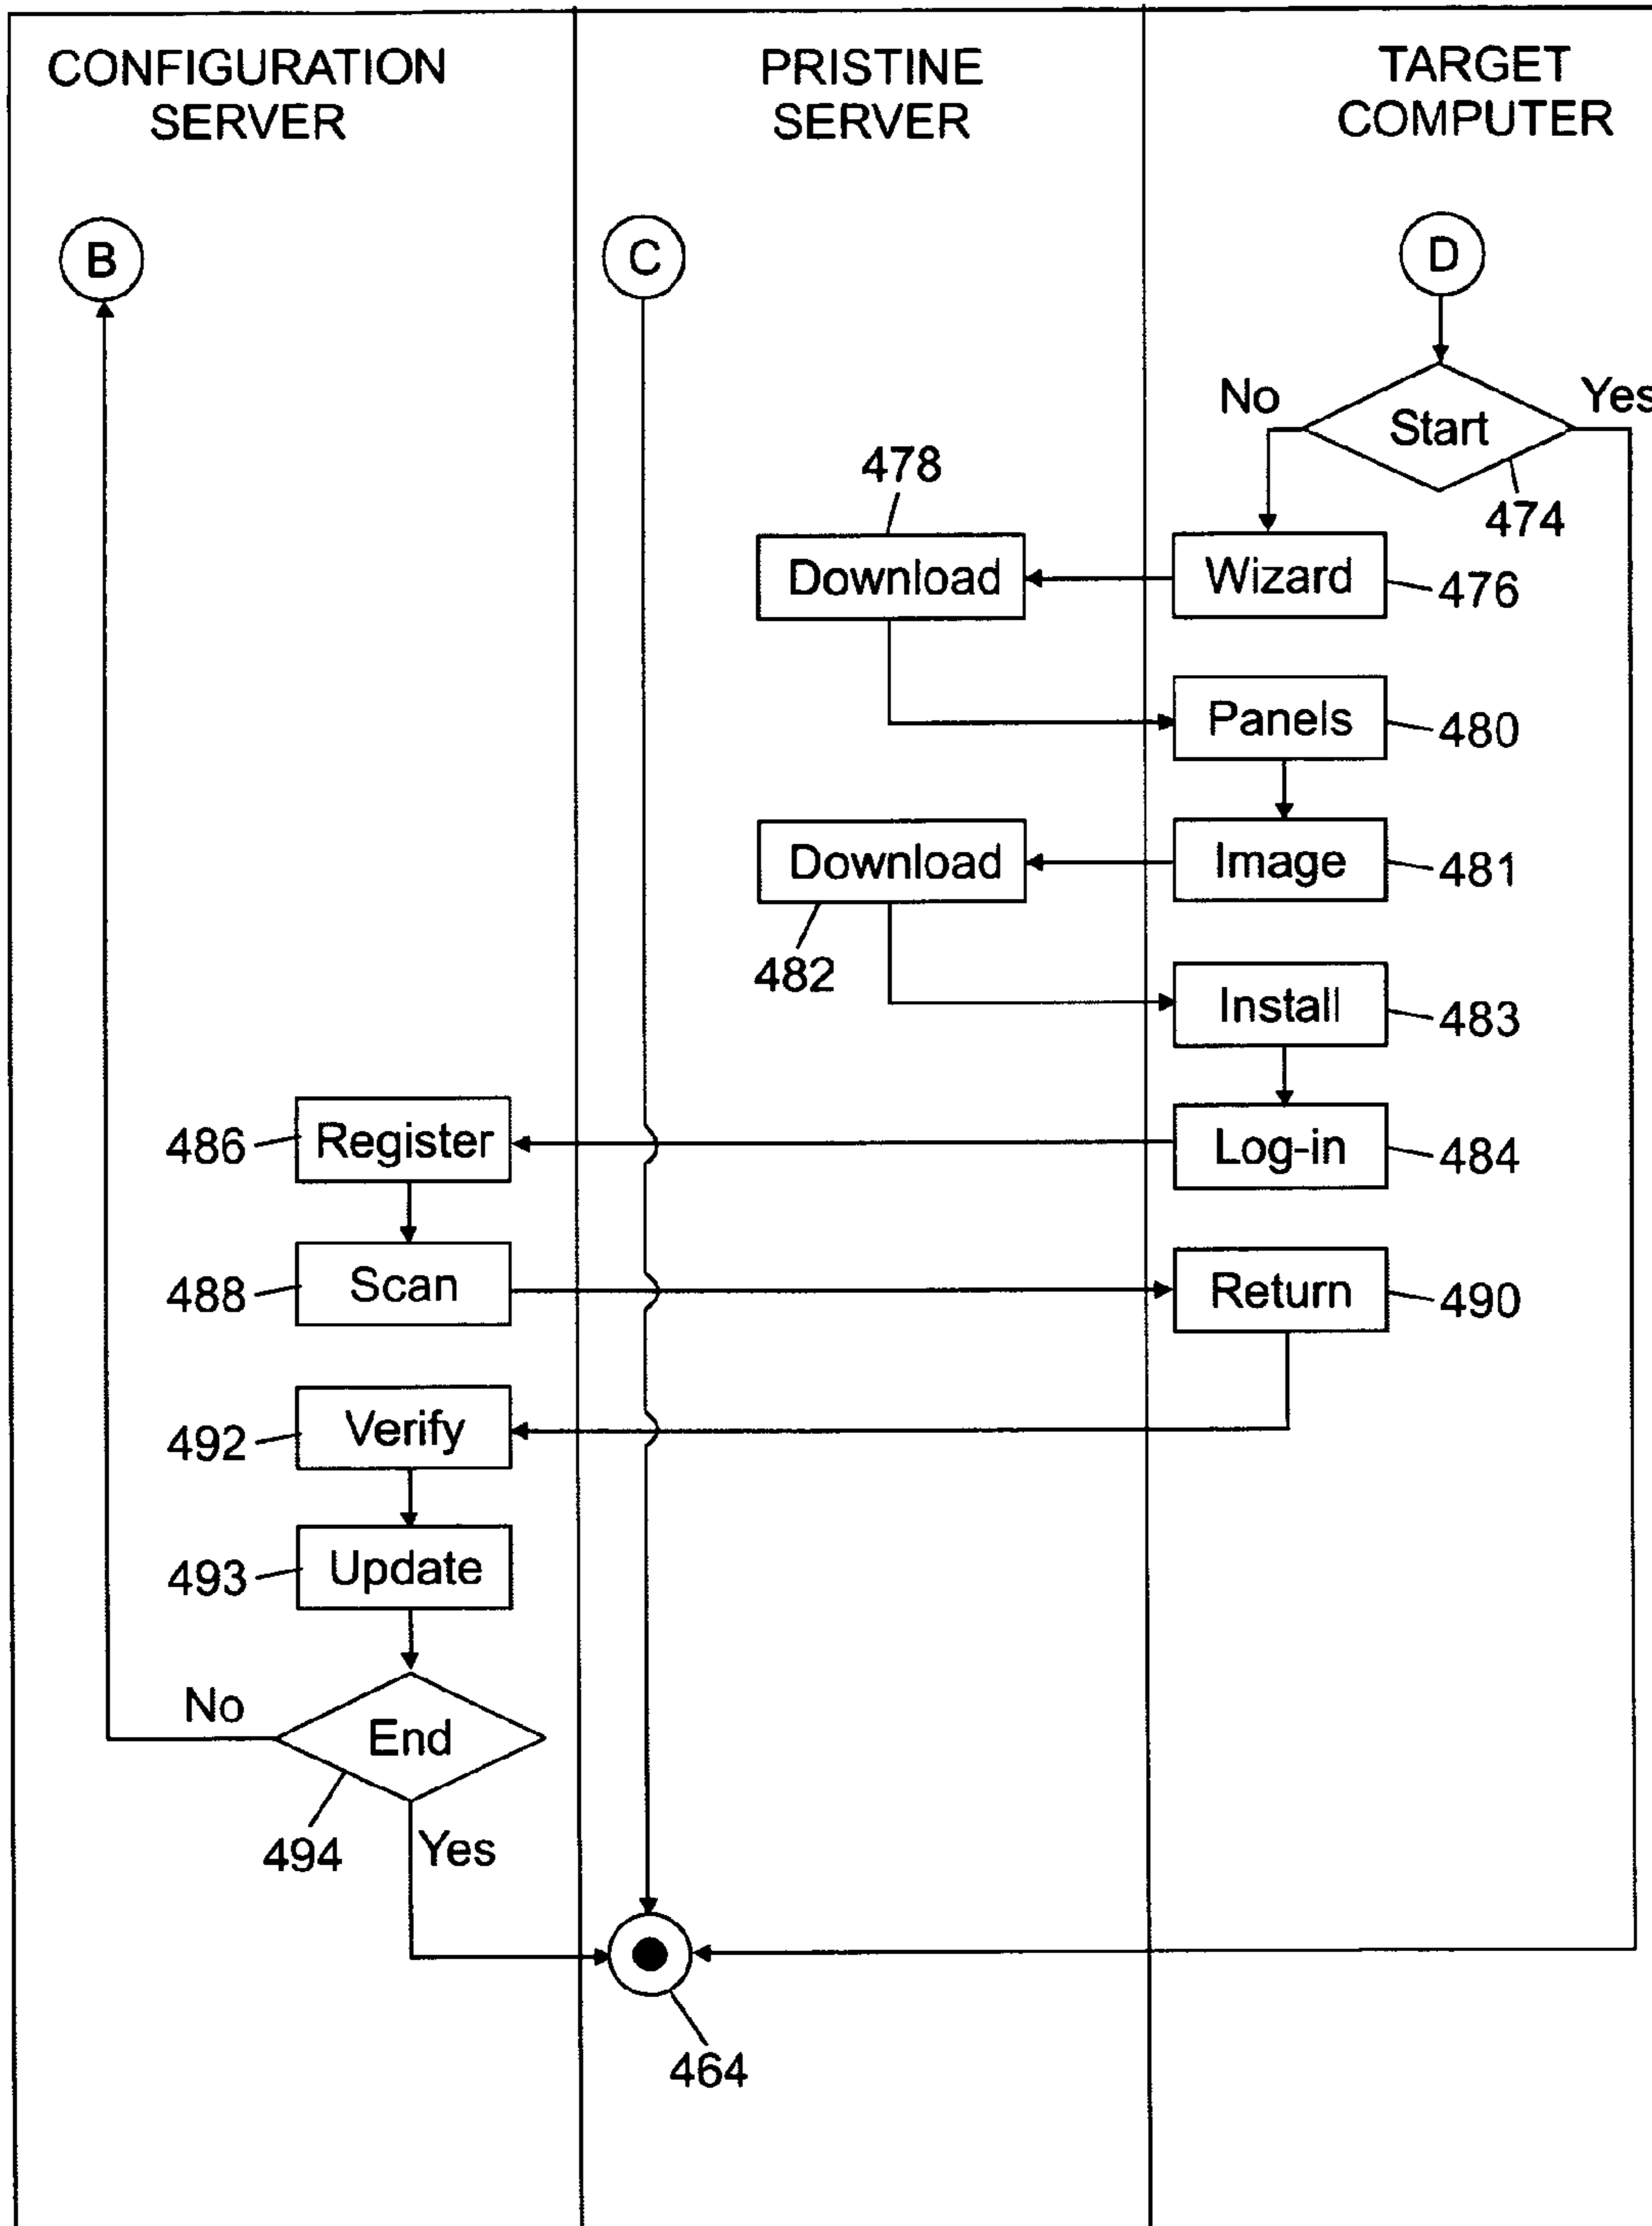 CONFIGURATION
SERVER
PRISTINE
SERVER
TARGET
COMPUTER
B
C
D
No
Yes
Start
474
478
Download
Wizard
476
Panels
480
Download
Image
481
482
Install
483
486
Register
Log-in
484
488
Scan
Return
490
492
Verify
493
Update
No
End
494
Yes
464